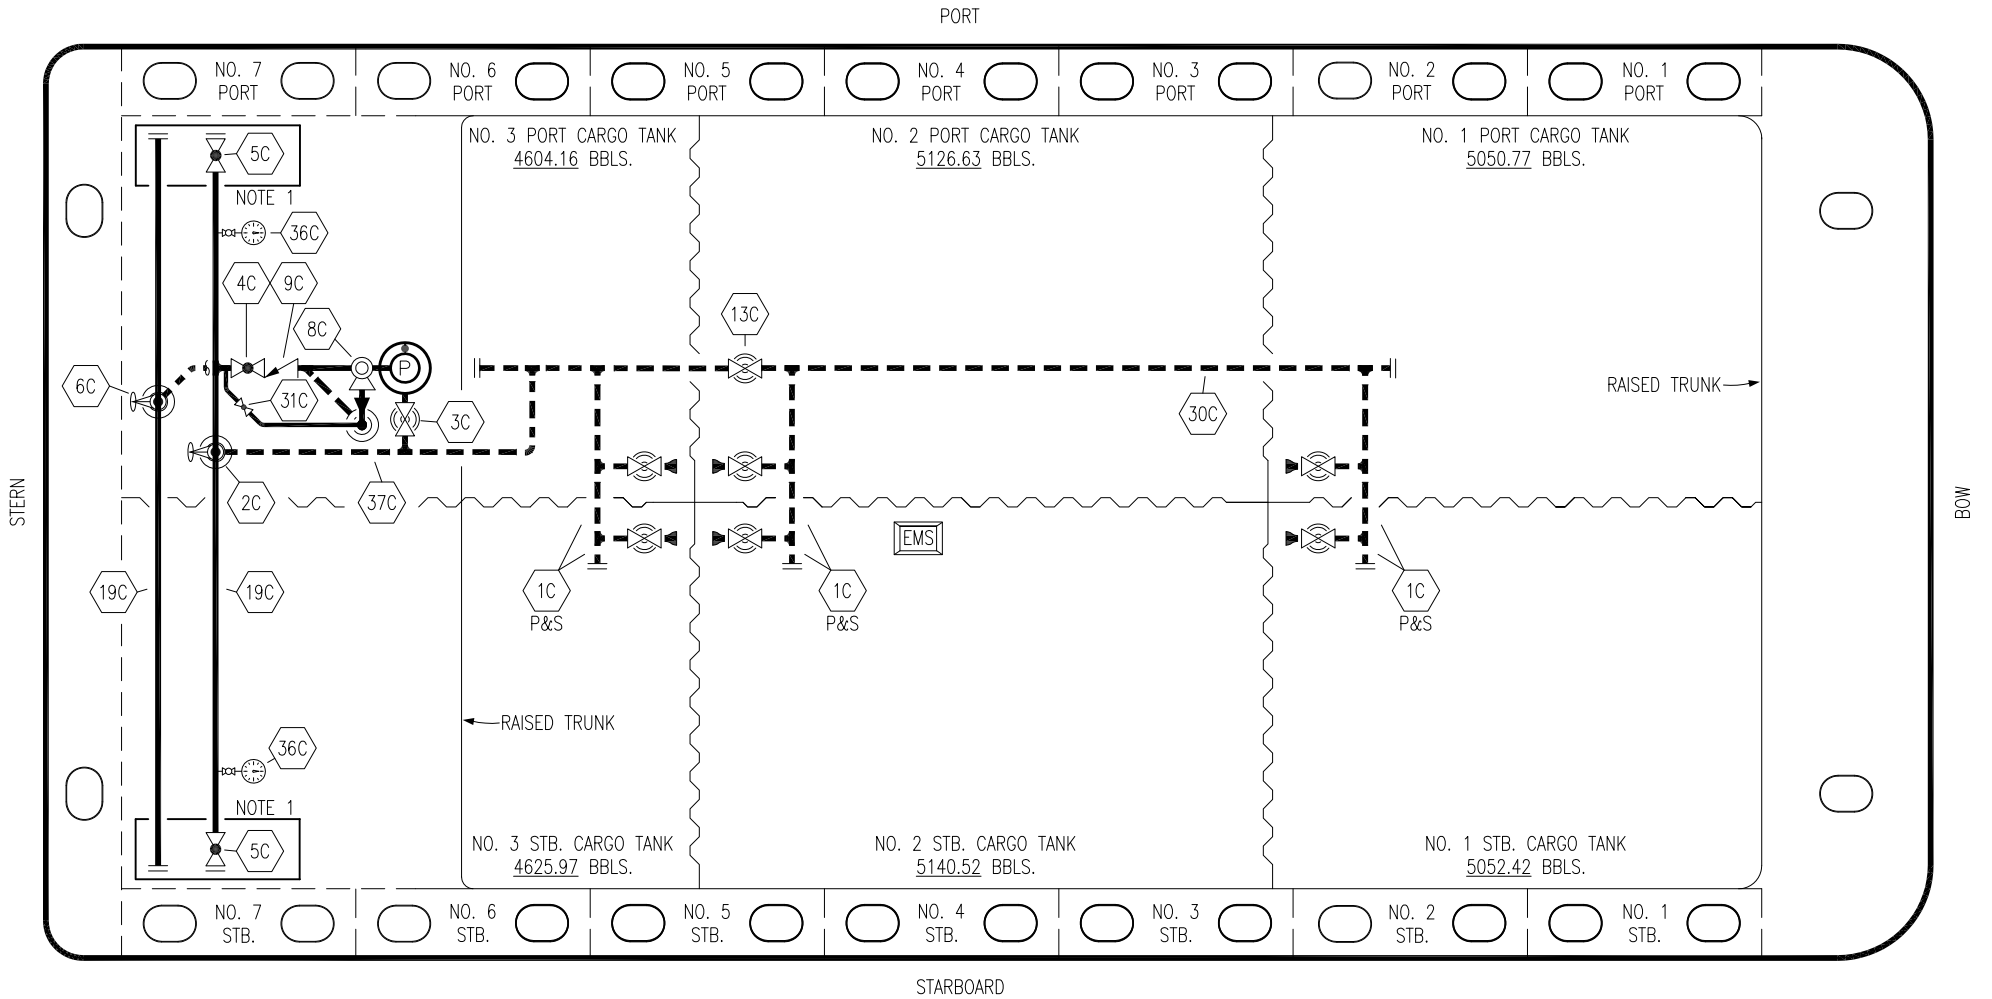 PORT
NO. 7
PORT
NO. 6
PORT
NO. 5
PORT
NO. 4
PORT
NO. 3
PORT
NO. 2
PORT
NO. 1
PORT
NO. 3 PORT CARGO TANK
4604.16 BBLS.
NO. 2 PORT CARGO TANK
5126.63 BBLS.
NO. 1 PORT CARGO TANK
5050.77 BBLS.
5C
NOTE 1
36C
4C
9C
8C
13C
P
6C
31C
3C
30C
RAISED TRUNK
2C
37C
STERN
BOW
EMS
19C
19C
1C
P&S
1C
P&S
1C
P&S
RAISED TRUNK
36C
NOTE 1
5C
NO. 3 STB. CARGO TANK
4625.97 BBLS.
NO. 2 STB. CARGO TANK
5140.52 BBLS.
NO. 1 STB. CARGO TANK
5052.42 BBLS.
NO. 7
STB.
NO. 6
STB.
NO. 5
STB.
NO. 4
STB.
NO. 3
STB.
NO. 2
STB.
NO. 1
STB.
STARBOARD